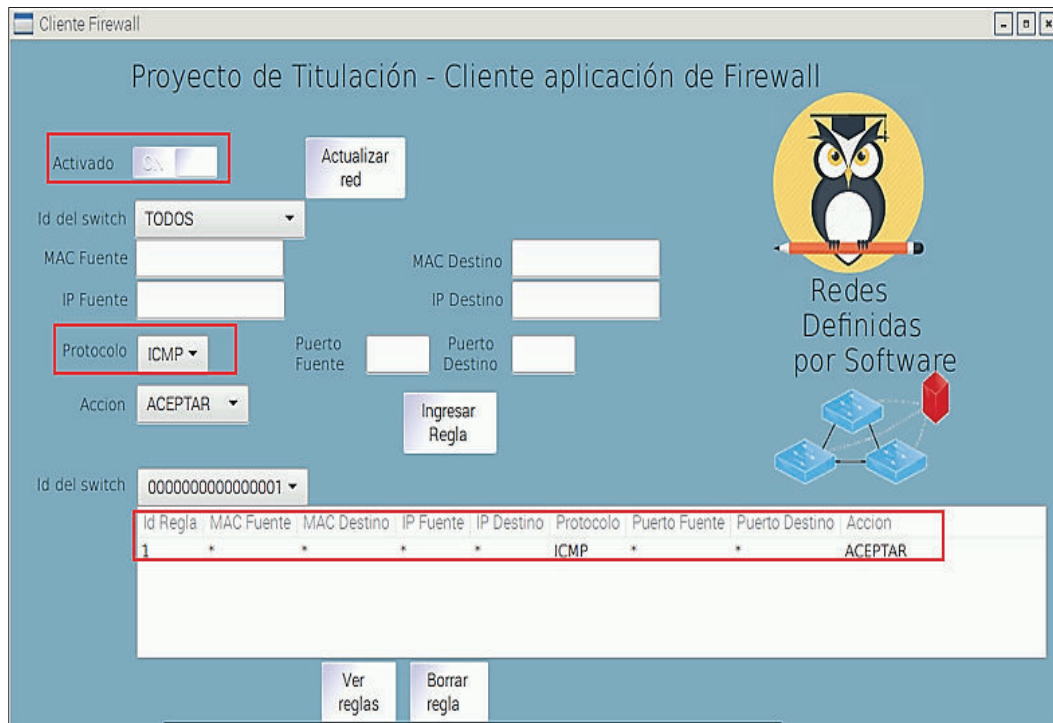 Cliente Firewall
Proyecto de Titulación - Cliente aplicación de Firewall
Activado ON
Actualizar
red
Id del switch TODOS
MAC Fuente
MAC Destino
IP Fuente
IP Destino
Protocolo ICMP
Puerto
Fuente
Puerto
Destino
Accion ACEPTAR
Ingresar
Regla
Redes
Definidas
por Software
Id del switch 0000000000000001
Id Regla MAC Fuente MAC Destino IP Fuente IP Destino Protocolo Puerto Fuente Puerto Destino Accion
1 * * * * ICMP * * ACEPTAR
Ver
reglas
Borrar
regla